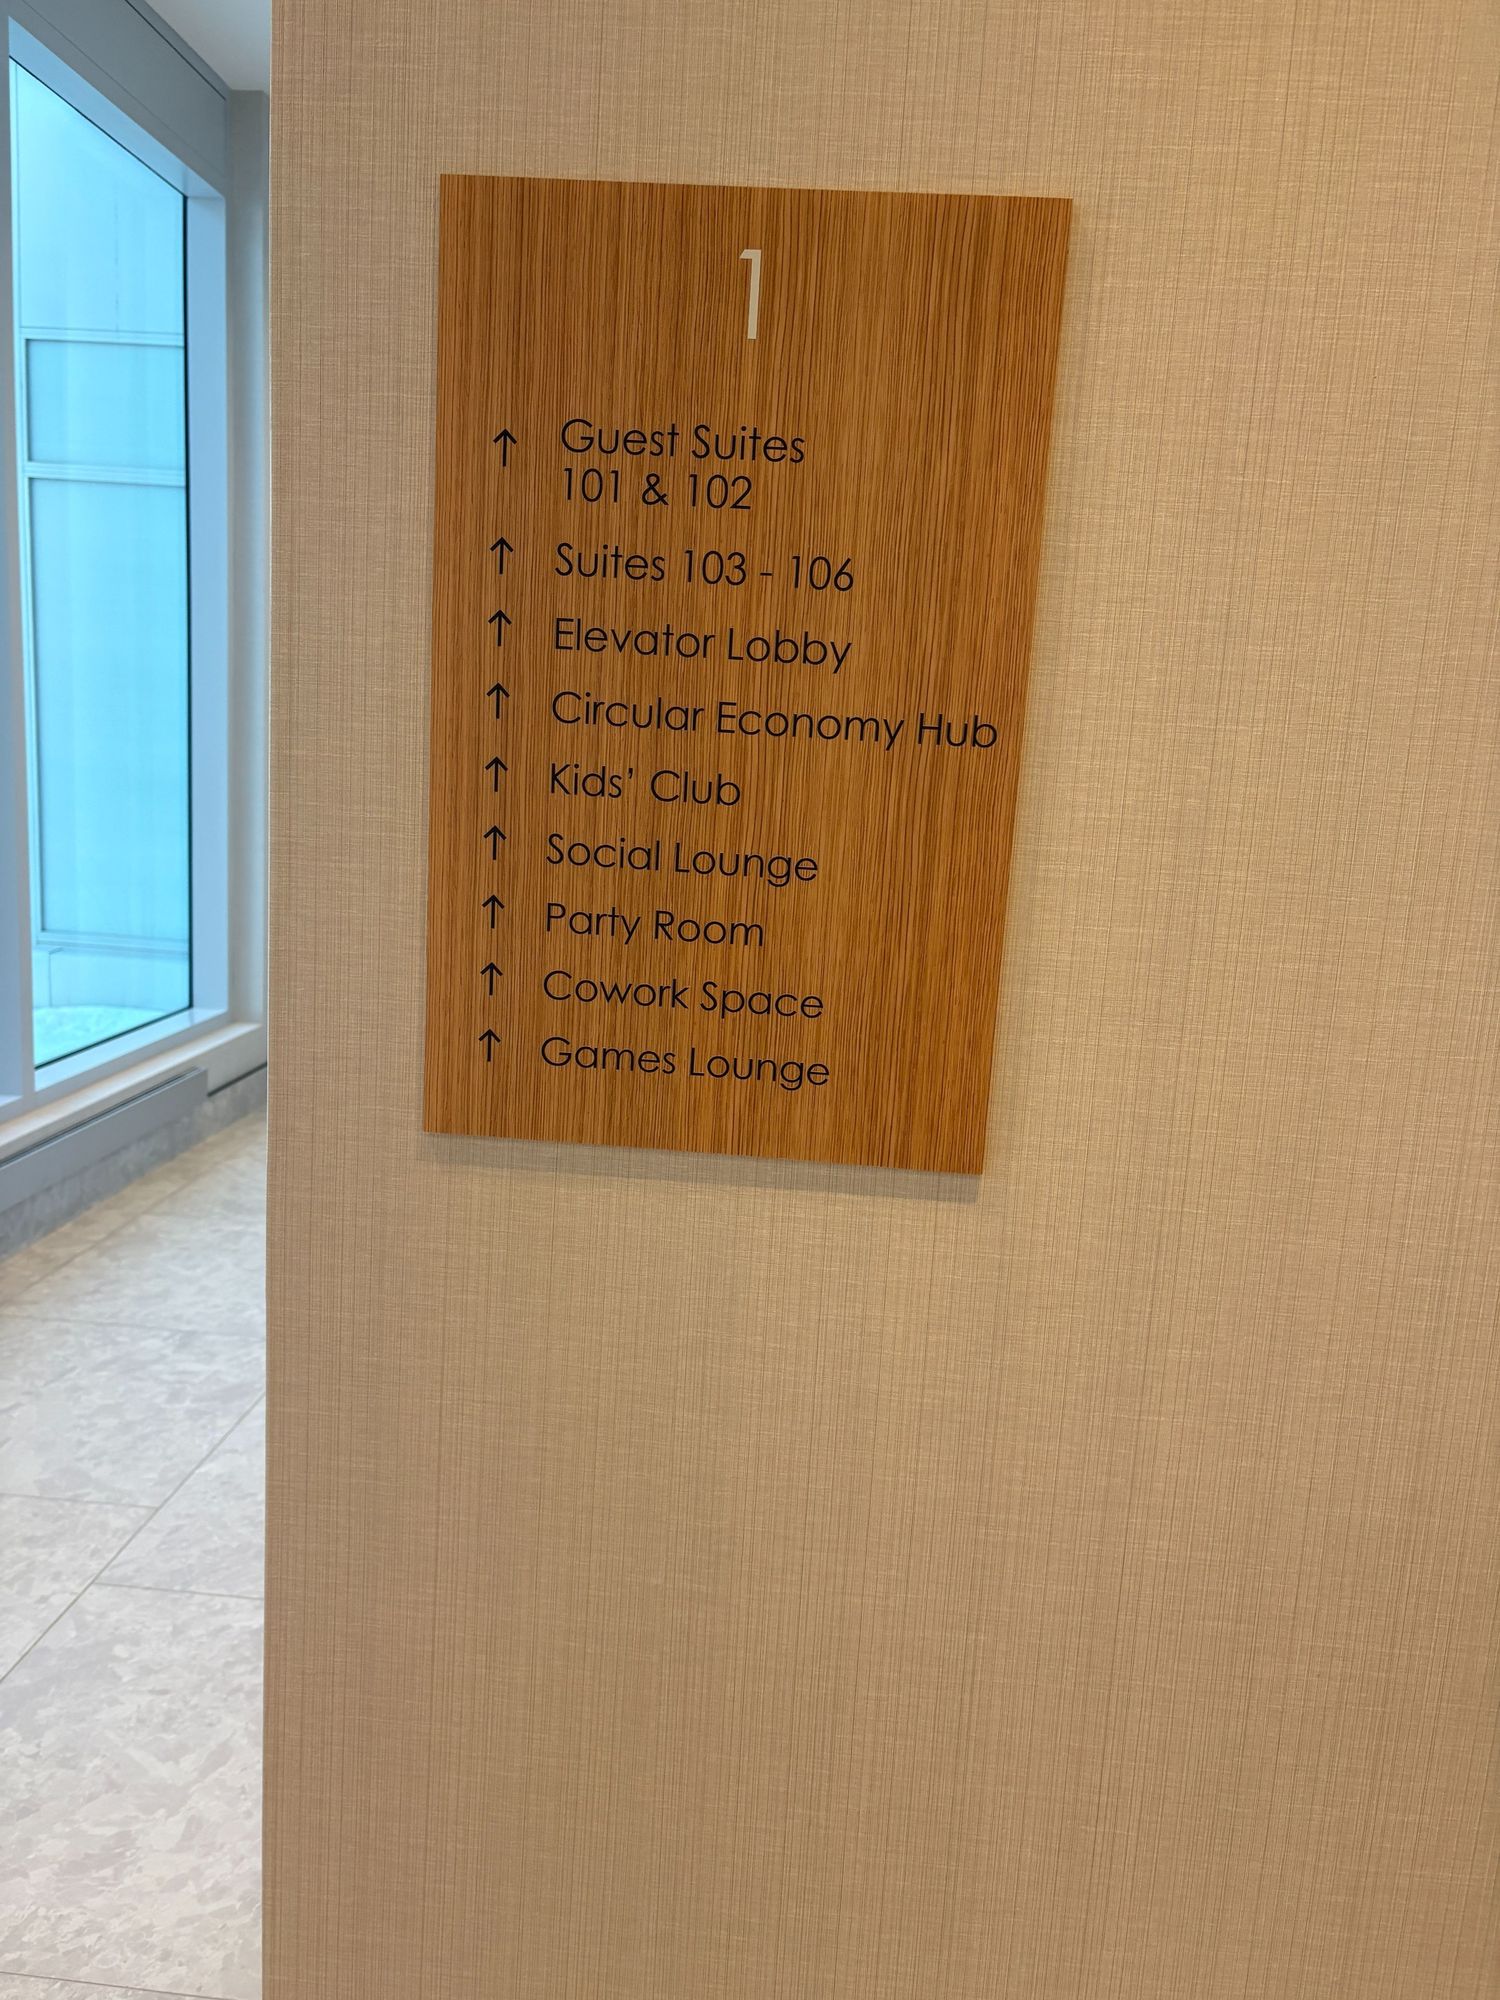 1
↑ Guest Suites
101 & 102
↑ Suites 103 - 106
↑ Elevator Lobby
↑ Circular Economy Hub
↑ Kids’ Club
↑ Social Lounge
↑ Party Room
↑ Cowork Space
↑ Games Lounge